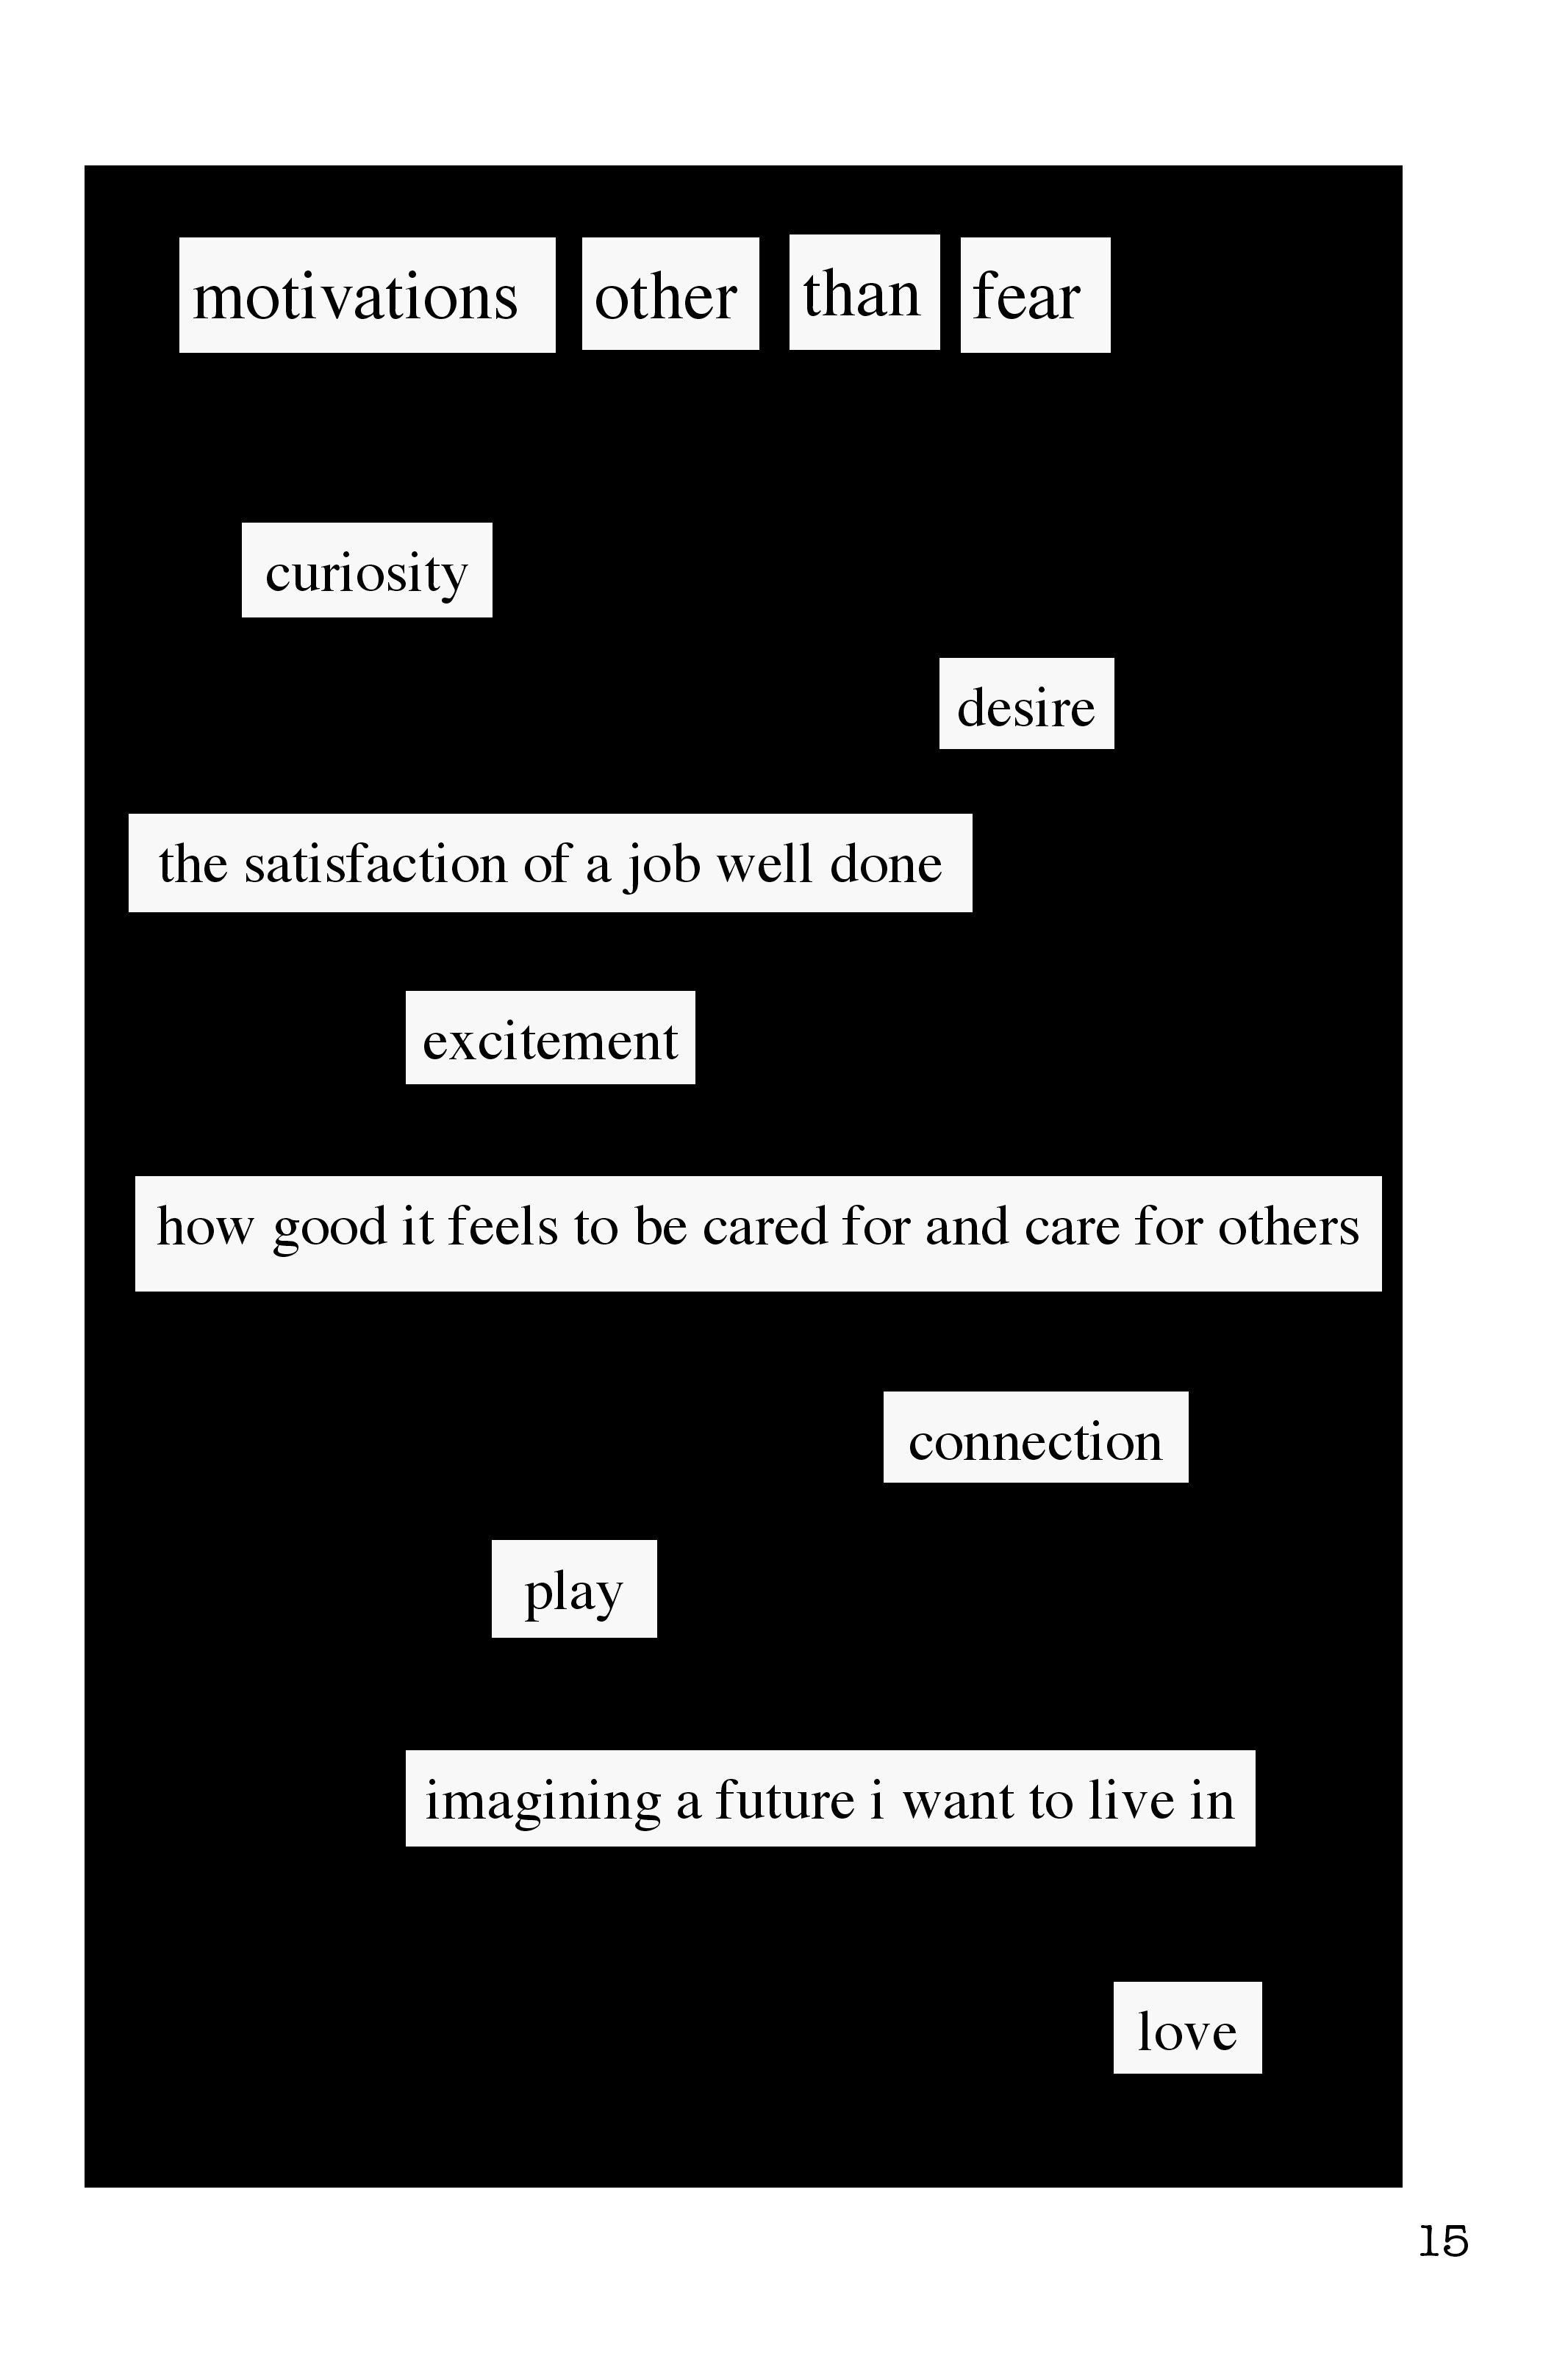 motivations other than fear
curiosity
desire
the satisfaction of a job well done
excitement
how good it feels to be cared for and care for others
connection
play
imagining a future i want to live in
love
15